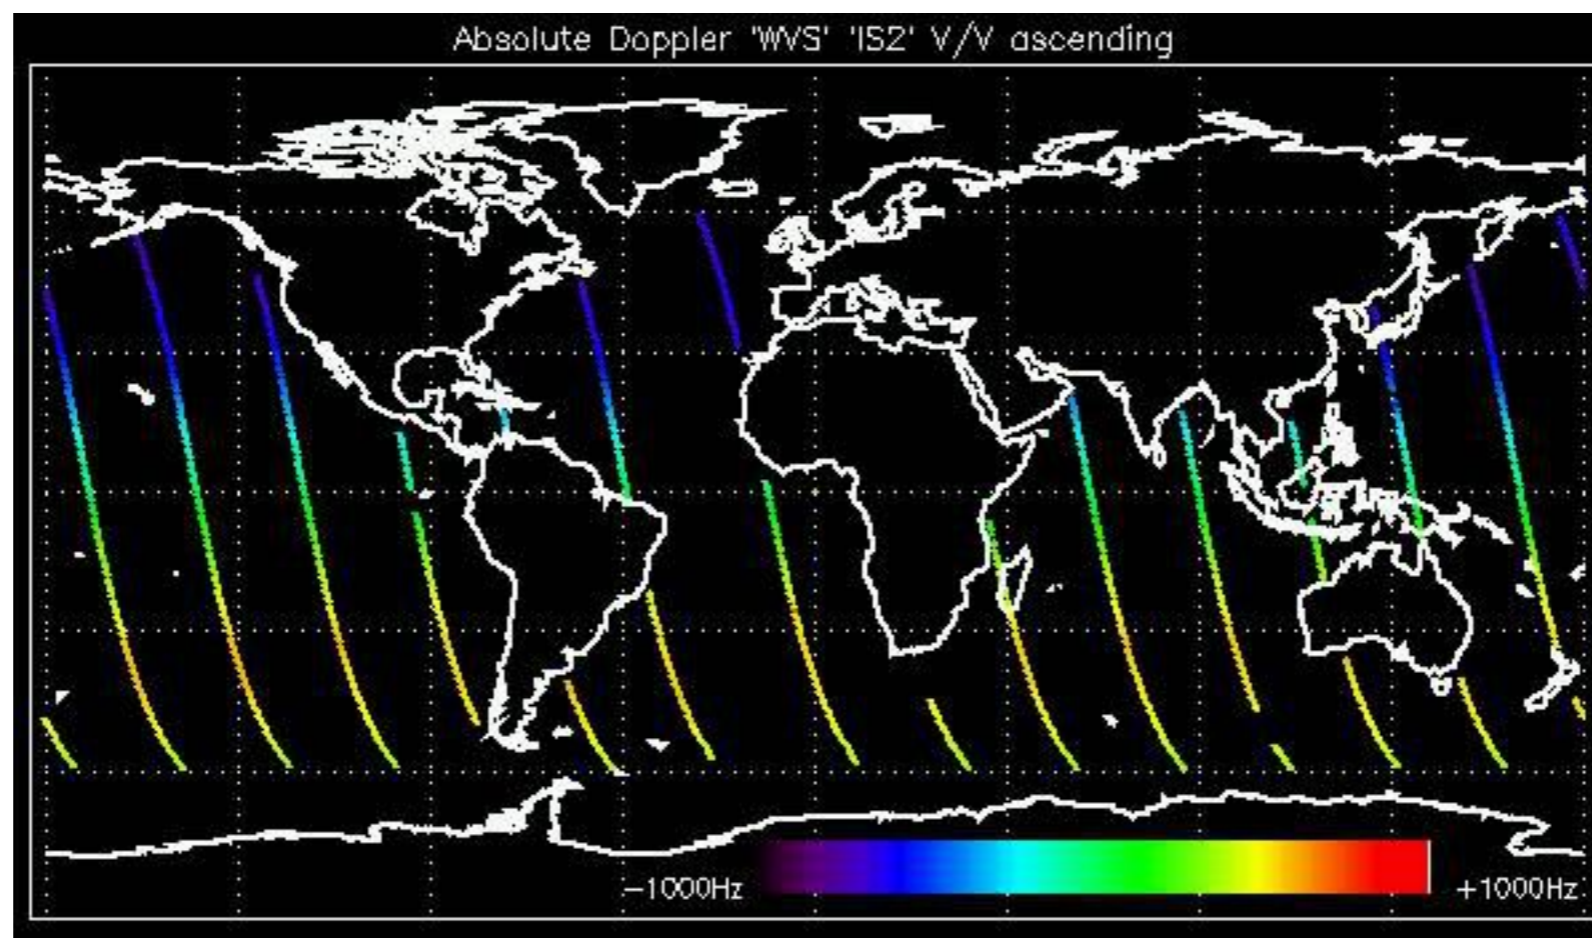 Absolute Doppler 'WVS' 'IS2' V/V ascending
−1000Hz
+1000Hz